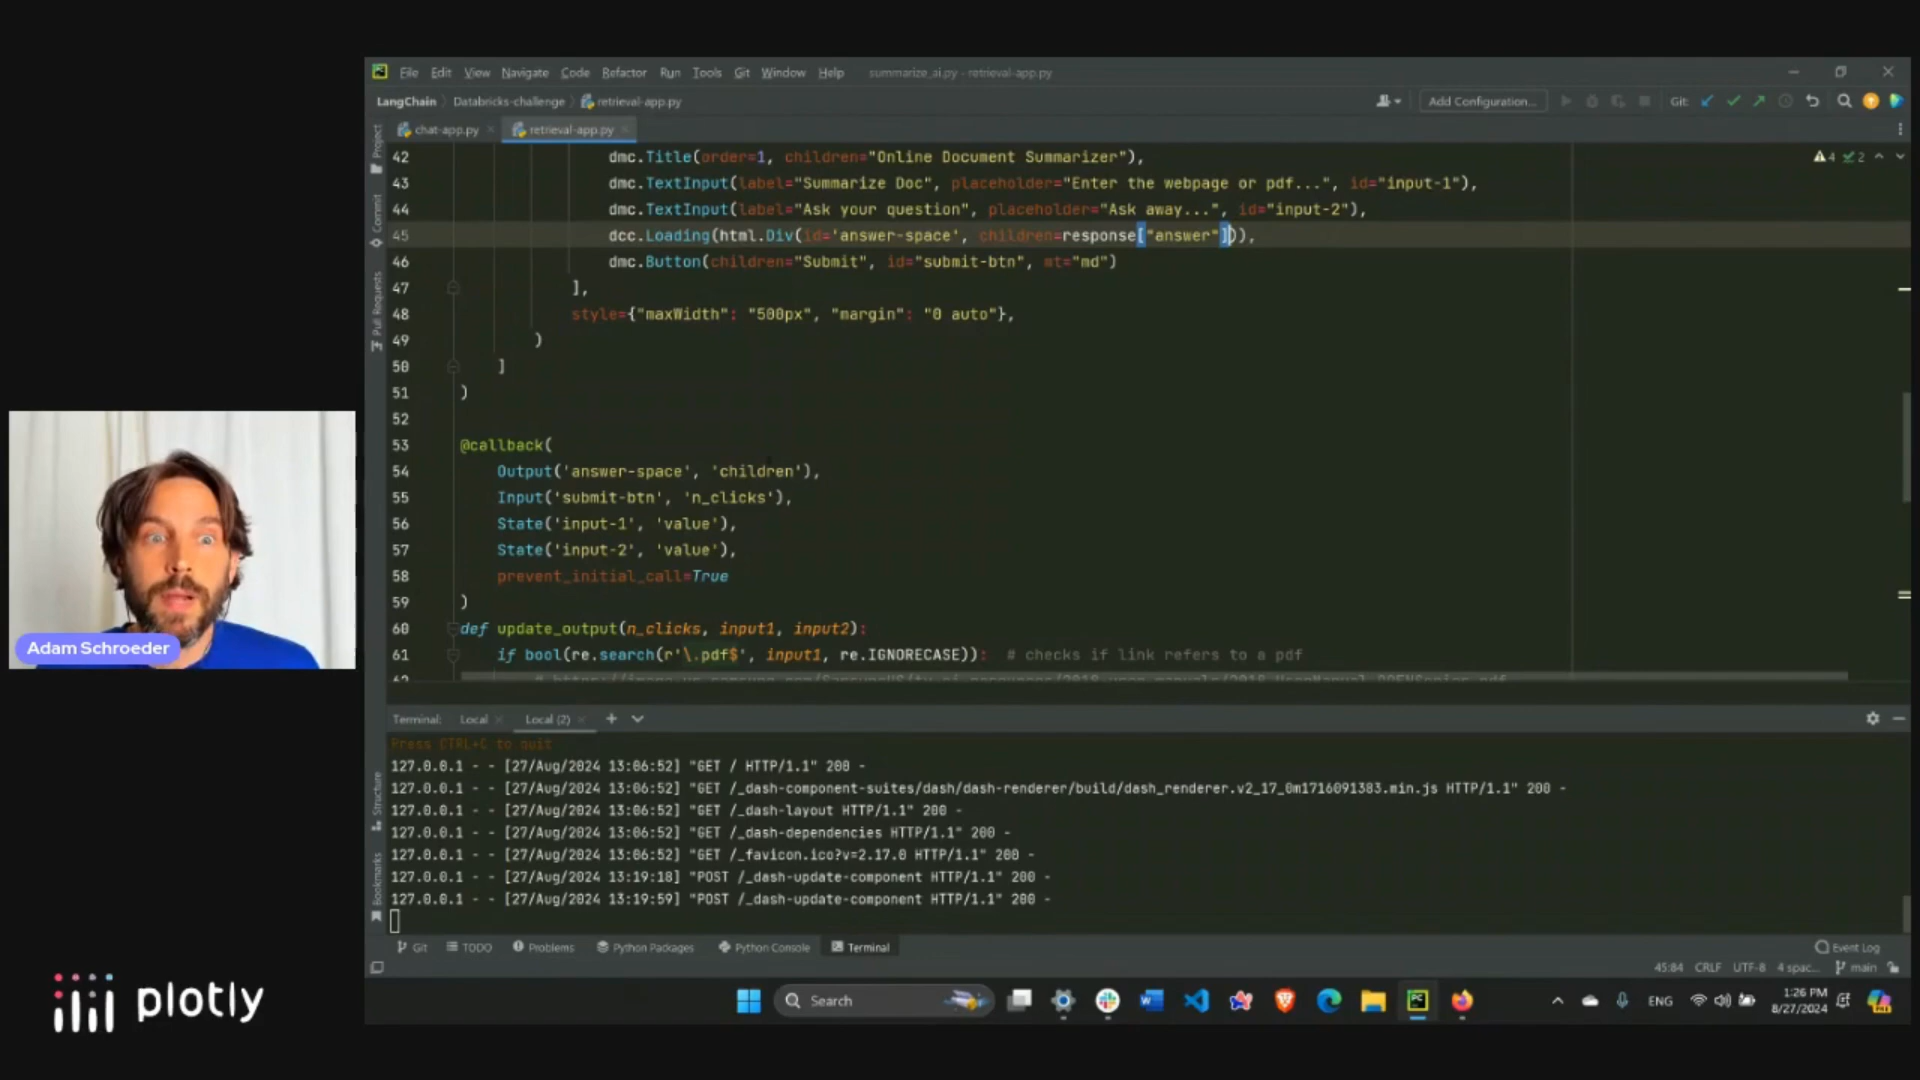 File Edit View Navigate Code Refactor Run Tools Git Window Help summarize_ai.py - retrieval-app.py
LangChain Databricks-challenge retrieval-app.py Add Configuration... Git:
chat-app.py retrieval-app.py
Project
Commit
Pull Requests
Structure
Bookmarks
4 2
42 dmc.Title(order=1, children="Online Document Summarizer"),
43 dmc.TextInput(label="Summarize Doc", placeholder="Enter the webpage or pdf...", id="input-1"),
44 dmc.TextInput(label="Ask your question", placeholder="Ask away...", id="input-2"),
45 dcc.Loading(html.Div(id='answer-space', children=response["answer"])),
46 dmc.Button(children="Submit", id="submit-btn", mt="md")
47 ],
48 style={"maxWidth": "500px", "margin": "0 auto"},
49 )
50 ]
51 )
52
53 @callback(
54 Output('answer-space', 'children'),
55 Input('submit-btn', 'n_clicks'),
56 State('input-1', 'value'),
57 State('input-2', 'value'),
58 prevent_initial_call=True
59 )
60 def update_output(n_clicks, input1, input2):
61 if bool(re.search(r'\.pdf$', input1, re.IGNORECASE)): # checks if link refers to a pdf
Terminal: Local Local (2)
Press CTRL+C to quit
127.0.0.1 - - [27/Aug/2024 13:06:52] "GET / HTTP/1.1" 200 -
127.0.0.1 - - [27/Aug/2024 13:06:52] "GET /_dash-component-suites/dash/dash-renderer/build/dash_renderer.v2_17_0m1716091383.min.js HTTP/1.1" 200 -
127.0.0.1 - - [27/Aug/2024 13:06:52] "GET /_dash-layout HTTP/1.1" 200 -
127.0.0.1 - - [27/Aug/2024 13:06:52] "GET /_dash-dependencies HTTP/1.1" 200 -
127.0.0.1 - - [27/Aug/2024 13:06:52] "GET /_favicon.ico?v=2.17.0 HTTP/1.1" 200 -
127.0.0.1 - - [27/Aug/2024 13:19:18] "POST /_dash-update-component HTTP/1.1" 200 -
127.0.0.1 - - [27/Aug/2024 13:19:59] "POST /_dash-update-component HTTP/1.1" 200 -
Git TODO Problems Python Packages Python Console Terminal Event Log
45:84 CRLF UTF-8 4 spac... main
Search ENG 1:26 PM
8/27/2024
Adam Schroeder
plotly